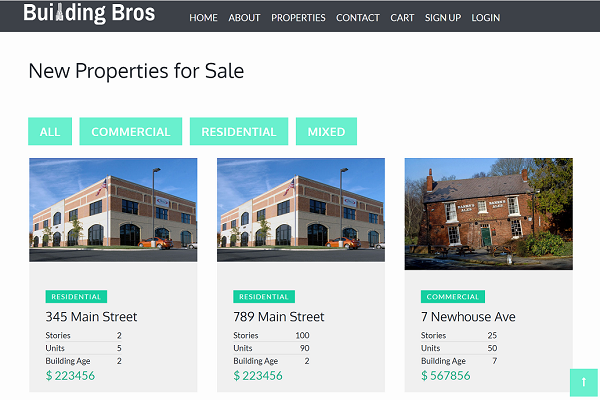 Building Bros
HOME ABOUT PROPERTIES CONTACT CART SIGN UP LOGIN
New Properties for Sale
ALL COMMERCIAL RESIDENTIAL MIXED
RESIDENTIAL
345 Main Street
Stories 2
Units 5
Building Age 2
$ 223456
RESIDENTIAL
789 Main Street
Stories 100
Units 90
Building Age 2
$ 223456
COMMERCIAL
7 Newhouse Ave
Stories 25
Units 50
Building Age 7
$ 567856